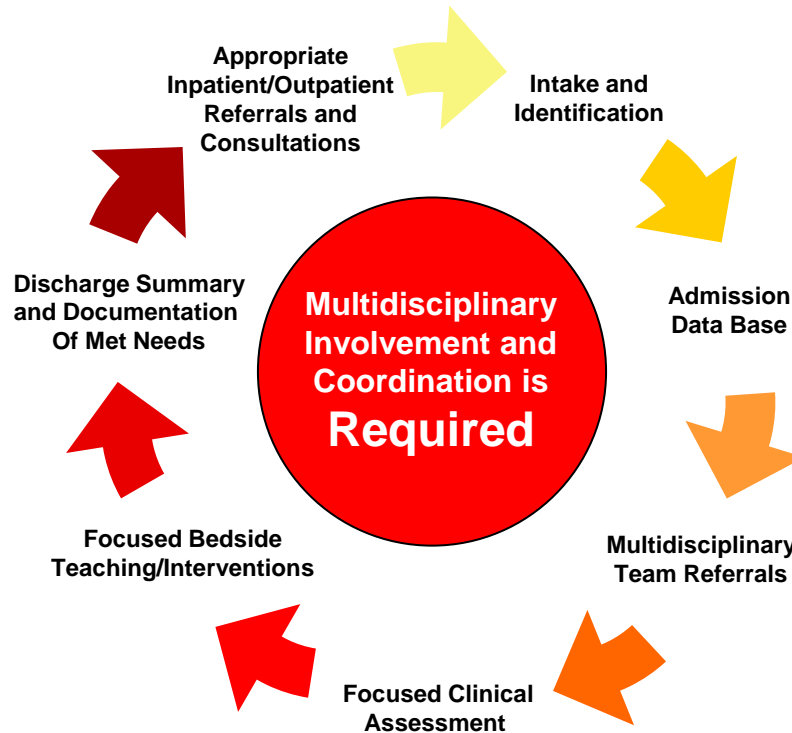 Appropriate
Inpatient/Outpatient
Referrals and
Consultations
Intake and
Identification
Admission
Data Base
Multidisciplinary
Team Referrals
Focused Clinical
Assessment
Focused Bedside
Teaching/Interventions
Discharge Summary
and Documentation
Of Met Needs
Multidisciplinary
Involvement and
Coordination is
Required